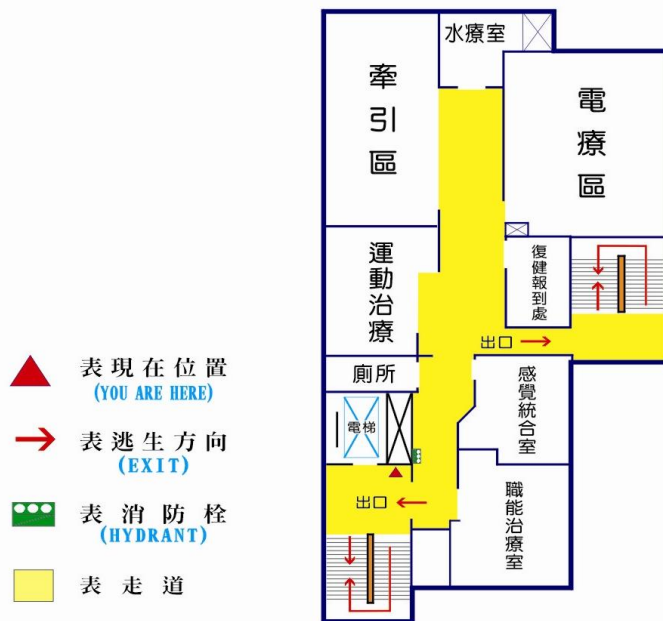 水療室
牽引區
電療區
運動治療
復健報到處
出口
廁所
感覺統合室
電梯
出口
職能治療室
表現在位置
(YOU ARE HERE)
表逃生方向
(EXIT)
表消防栓
(HYDRANT)
表走道